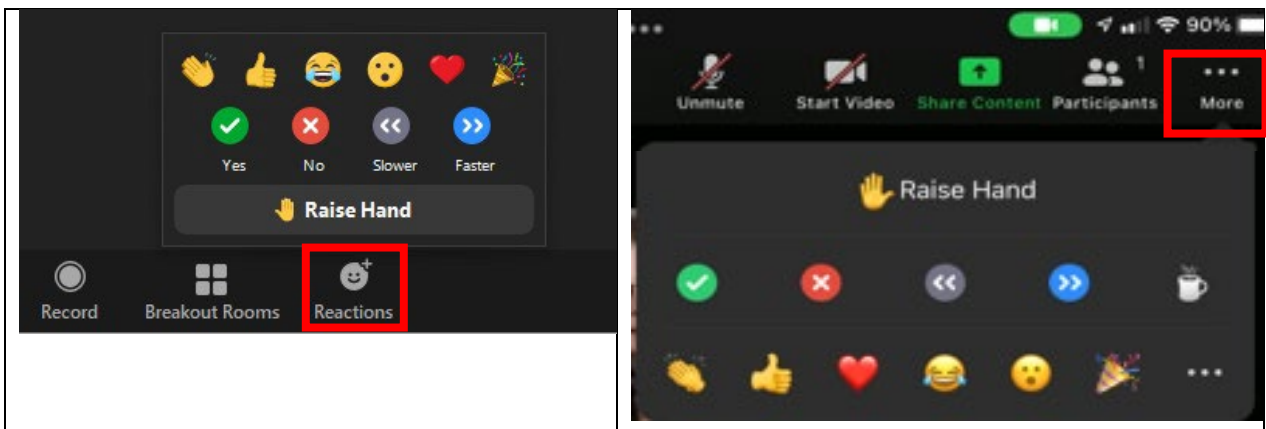 Yes No Slower Faster
Raise Hand
Record Breakout Rooms Reactions
90%
1
Unmute Start Video Share Content Participants More
Raise Hand